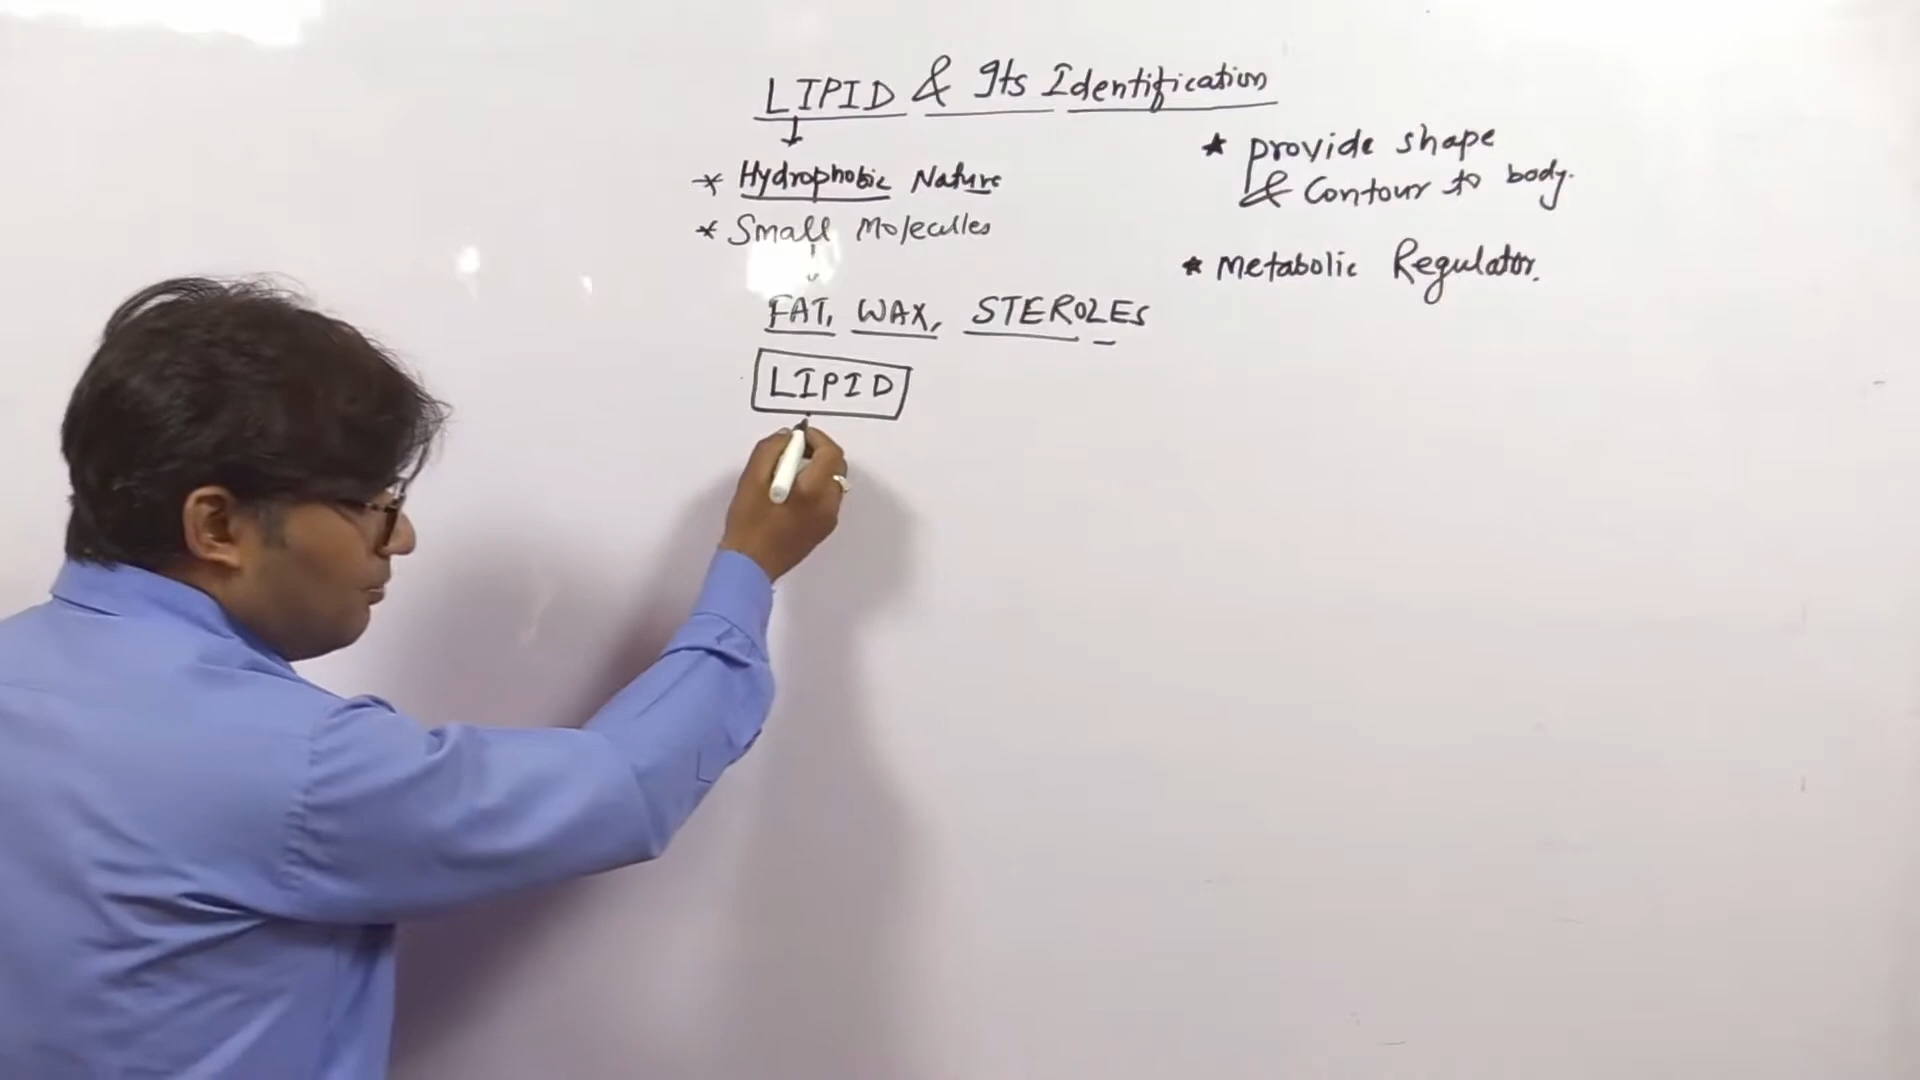 LIPID & Its Identification
* Hydrophobic Nature
* Small Molecules
FAT, WAX, STEROLES
LIPID
* provide shape
& Contour to body.
* Metabolic Regulator.